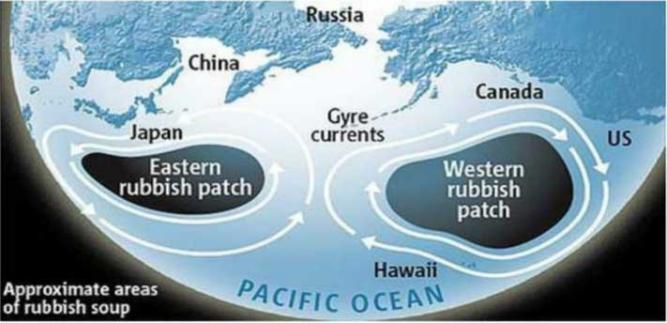 Russia
China
Canada
Gyre
currents
Japan
US
Eastern
rubbish patch
Western
rubbish
patch
Hawaii
Approximate areas
of rubbish soup
PACIFIC OCEAN